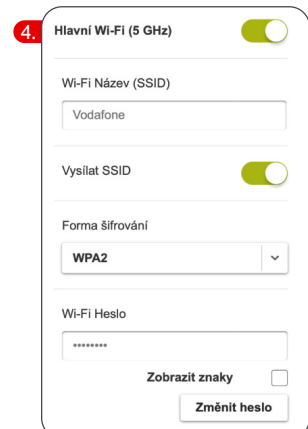 4.
Hlavní Wi-Fi (5 GHz)
Wi-Fi Název (SSID)
Vodafone
Vysílat SSID
Forma šifrování
WPA2
Wi-Fi Heslo
••••••••
Zobrazit znaky
Změnit heslo